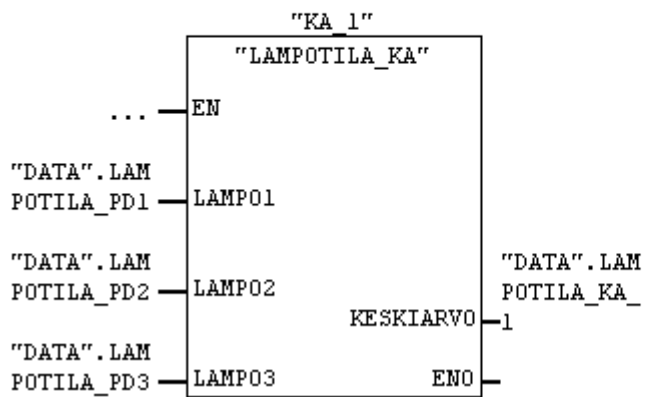 "KA_1"
"LAMPOTILA_KA"
... EN
"DATA".LAM
POTILA_PD1 LAMPO1
"DATA".LAM
POTILA_PD2 LAMPO2
"DATA".LAM
POTILA_KA_
KESKIARVO 1
"DATA".LAM
POTILA_PD3 LAMPO3
ENO